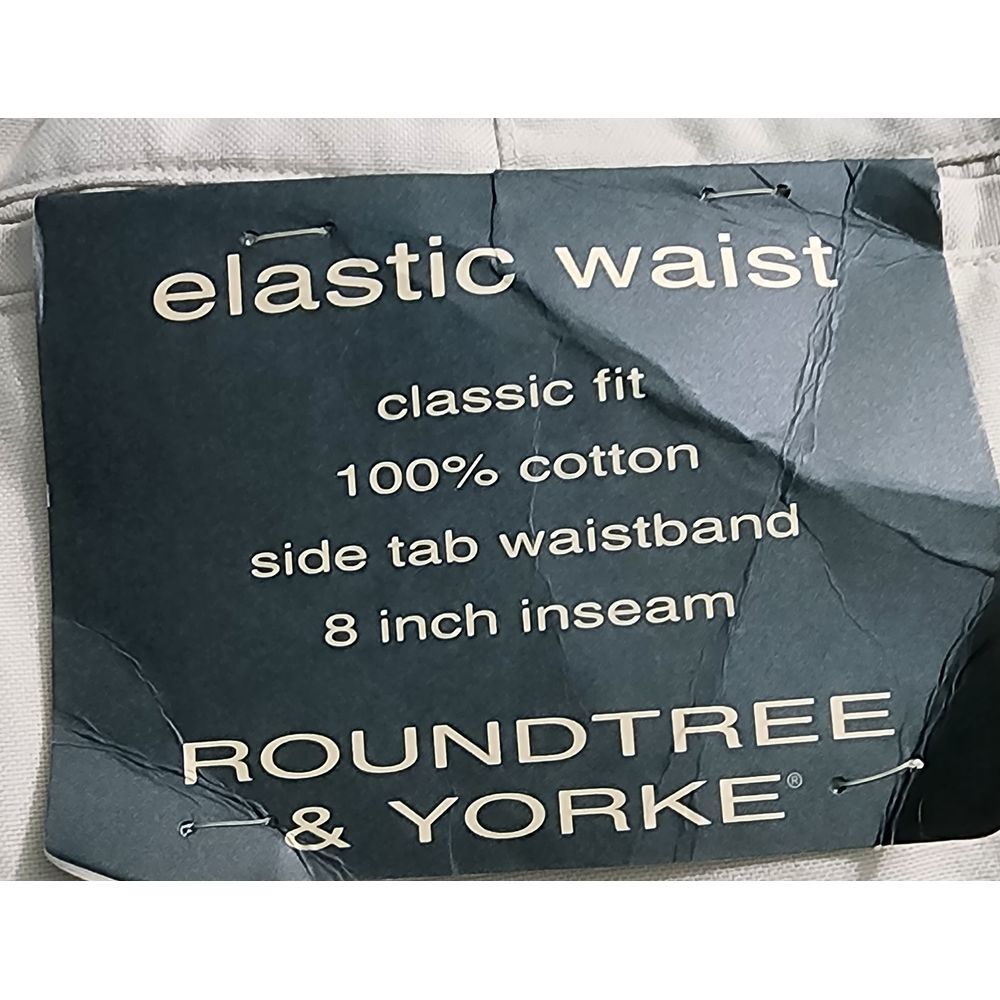 elastic waist
classic fit
100% cotton
side tab waistband
8 inch inseam
ROUNDTREE
& YORKE®